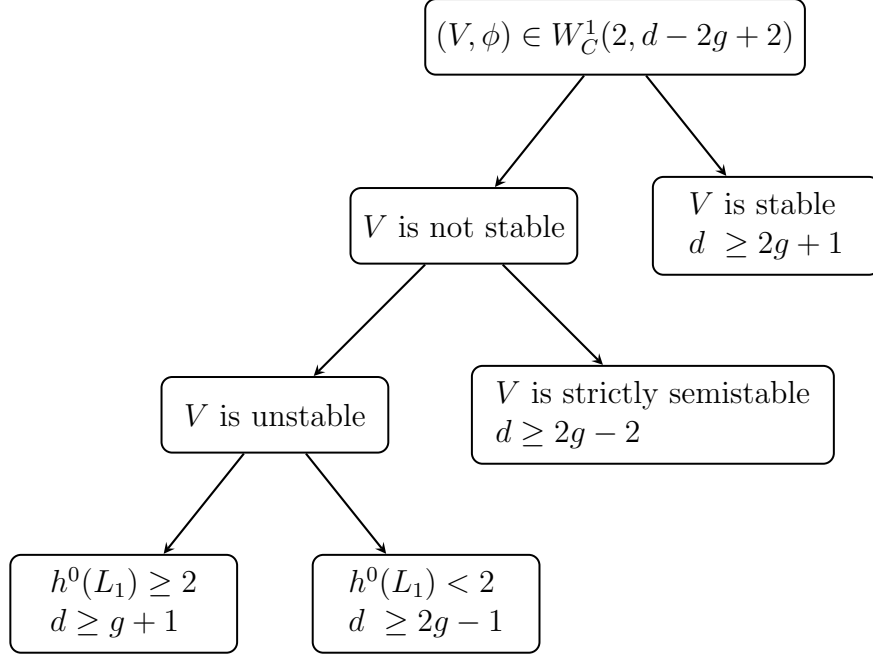 (V, ϕ) ∈ W_C^1(2, d − 2g + 2)
V is not stable
V is stable
d ≥ 2g + 1
V is unstable
V is strictly semistable
d ≥ 2g − 2
h^0(L_1) ≥ 2
d ≥ g + 1
h^0(L_1) < 2
d ≥ 2g − 1